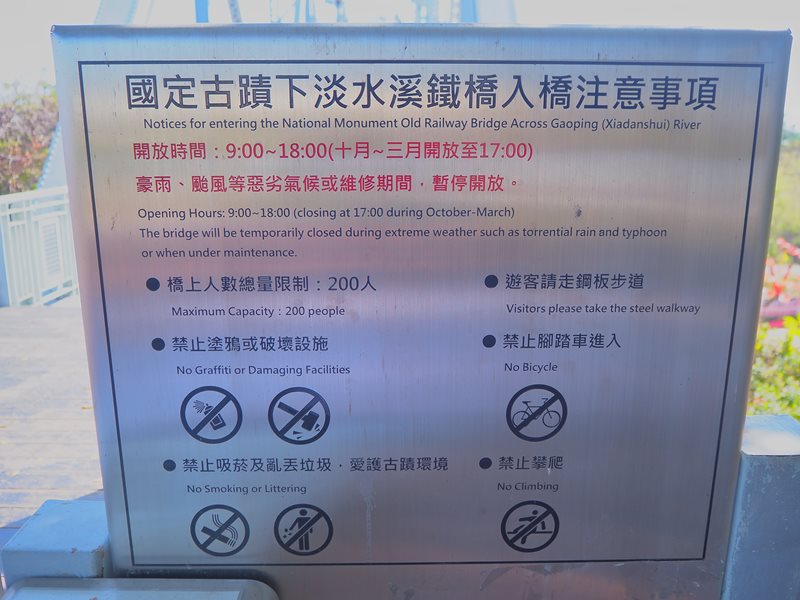 國定古蹟下淡水溪鐵橋入橋注意事項
Notices for entering the National Monument Old Railway Bridge Across Gaoping (Xiadanshui) River
開放時間：9:00~18:00(十月~三月開放至17:00)
豪雨、颱風等惡劣氣候或維修期間，暫停開放。
Opening Hours: 9:00~18:00 (closing at 17:00 during October-March)
The bridge will be temporarily closed during extreme weather such as torrential rain and typhoon
or when under maintenance.
● 橋上人數總量限制：200人
Maximum Capacity：200 people
● 遊客請走鋼板步道
Visitors please take the steel walkway
● 禁止塗鴉或破壞設施
No Graffiti or Damaging Facilities
● 禁止腳踏車進入
No Bicycle
● 禁止吸菸及亂丟垃圾，愛護古蹟環境
No Smoking or Littering
● 禁止攀爬
No Climbing